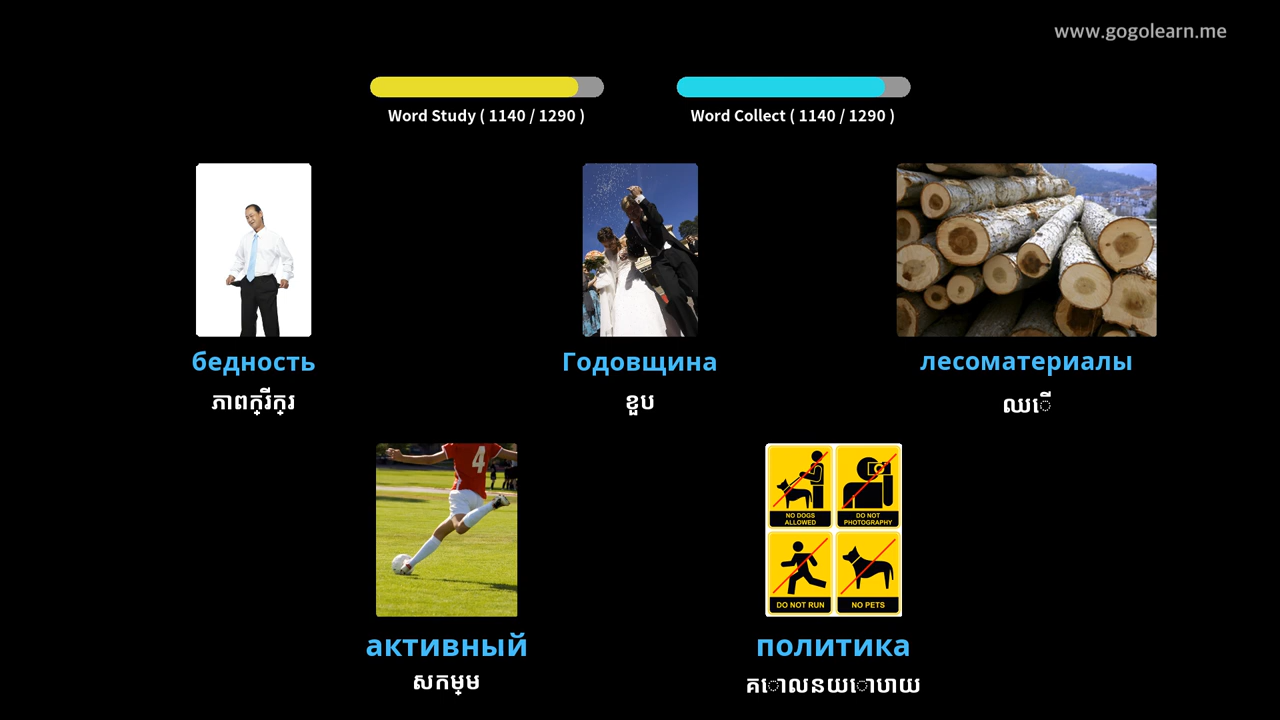 www.gogolearn.me
Word Study ( 1140 / 1290 )
Word Collect ( 1140 / 1290 )
бедность
Годовщина
лесоматериалы
ភាពក្រីក្រ
ខួប
ឈើ
4
NO DOGS ALLOWED
DO NOT PHOTOGRAPHY
DO NOT RUN
NO PETS
активный
политика
សកម្ម
គោលនយោបាយ